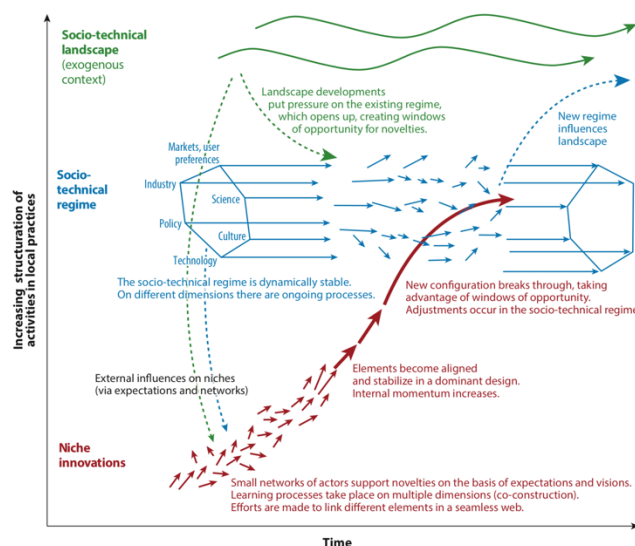 Socio-technical
landscape
(exogenous
context)
Landscape developments
put pressure on the existing regime,
which opens up, creating windows
of opportunity for novelties.
New regime
influences
landscape
Markets, user
preferences
Socio-
technical
regime
Industry
Science
Policy
Culture
Technology
The socio-technical regime is dynamically stable.
On different dimensions there are ongoing processes.
New configuration breaks through, taking
advantage of windows of opportunity.
Adjustments occur in the socio-technical regime
Increasing structuration of
activities in local practices
External influences on niches
(via expectations and networks)
Elements become aligned
and stabilize in a dominant design.
Internal momentum increases.
Niche
innovations
Small networks of actors support novelties on the basis of expectations and visions.
Learning processes take place on multiple dimensions (co-construction).
Efforts are made to link different elements in a seamless web.
Time